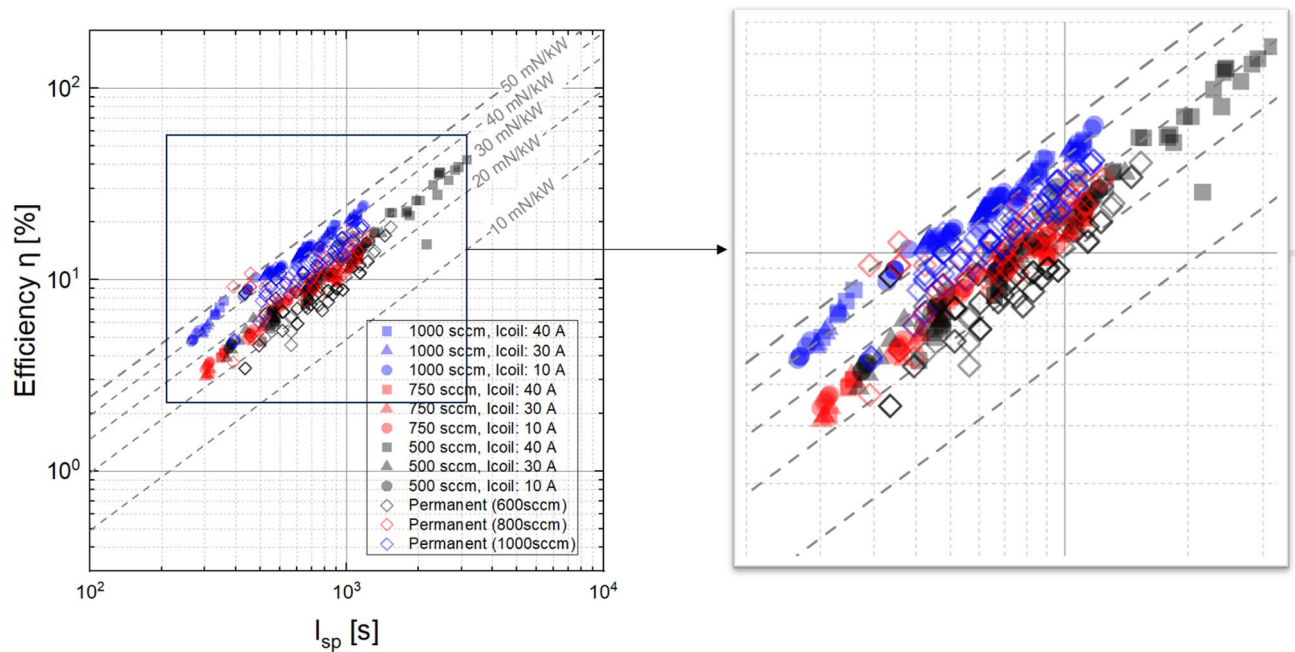 50 mN/kW
40 mN/kW
30 mN/kW
20 mN/kW
10 mN/kW
10²
10¹
10⁰
Efficiency η [%]
1000 sccm, Icoil: 40 A
1000 sccm, Icoil: 30 A
1000 sccm, Icoil: 10 A
750 sccm, Icoil: 40 A
750 sccm, Icoil: 30 A
750 sccm, Icoil: 10 A
500 sccm, Icoil: 40 A
500 sccm, Icoil: 30 A
500 sccm, Icoil: 10 A
Permanent (600sccm)
Permanent (800sccm)
Permanent (1000sccm)
10² 10³ 10⁴
Isp [s]